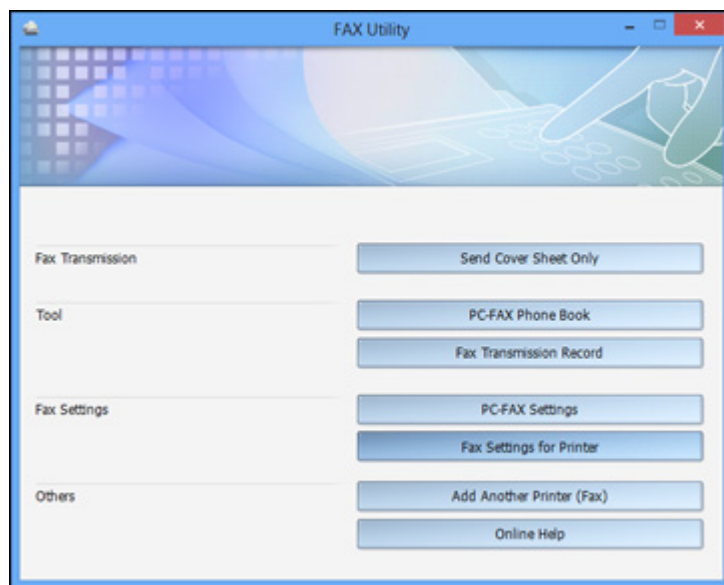 FAX Utility
Fax Transmission
Send Cover Sheet Only
Tool
PC-FAX Phone Book
Fax Transmission Record
Fax Settings
PC-FAX Settings
Fax Settings for Printer
Others
Add Another Printer (Fax)
Online Help